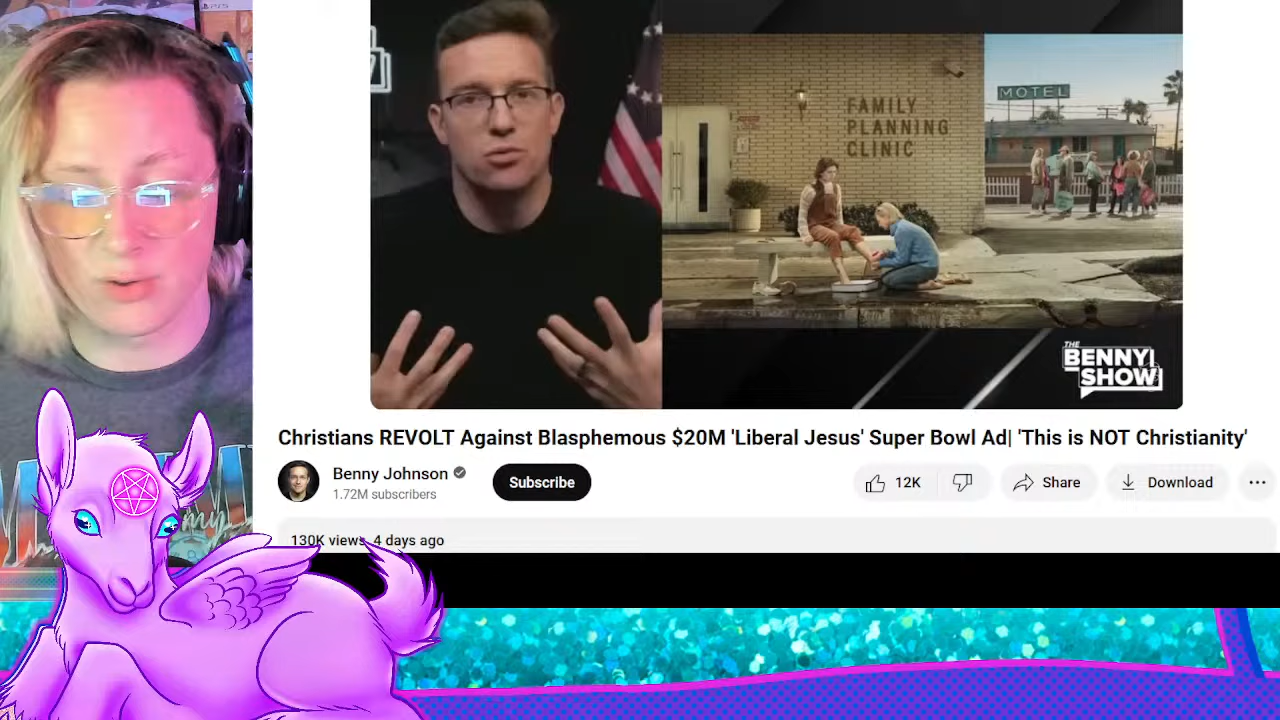 PS5
FAMILY
PLANNING
CLINIC
MOTEL
THE
BENNY
SHOW
Christians REVOLT Against Blasphemous $20M 'Liberal Jesus' Super Bowl Ad| 'This is NOT Christianity'
Benny Johnson
1.72M subscribers
Subscribe
12K
Share
Download
130K views 4 days ago